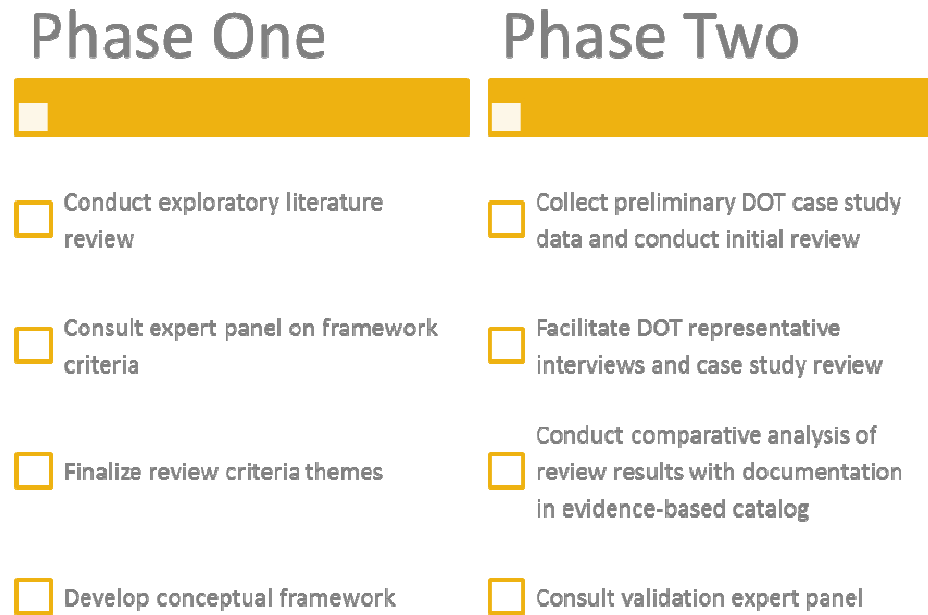 Phase One
Conduct exploratory literature
review
Consult expert panel on framework
criteria
Finalize review criteria themes
Develop conceptual framework
Phase Two
Collect preliminary DOT case study
data and conduct initial review
Facilitate DOT representative
interviews and case study review
Conduct comparative analysis of
review results with documentation
in evidence-based catalog
Consult validation expert panel